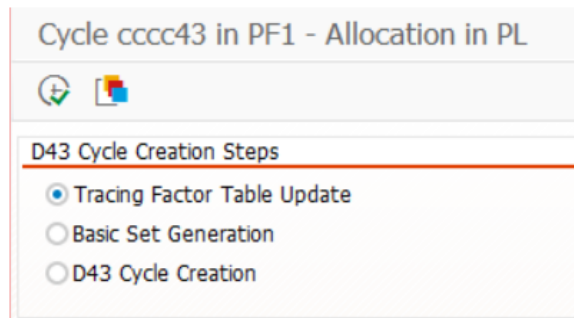 Cycle cccc43 in PF1 - Allocation in PL
D43 Cycle Creation Steps
Tracing Factor Table Update
Basic Set Generation
D43 Cycle Creation